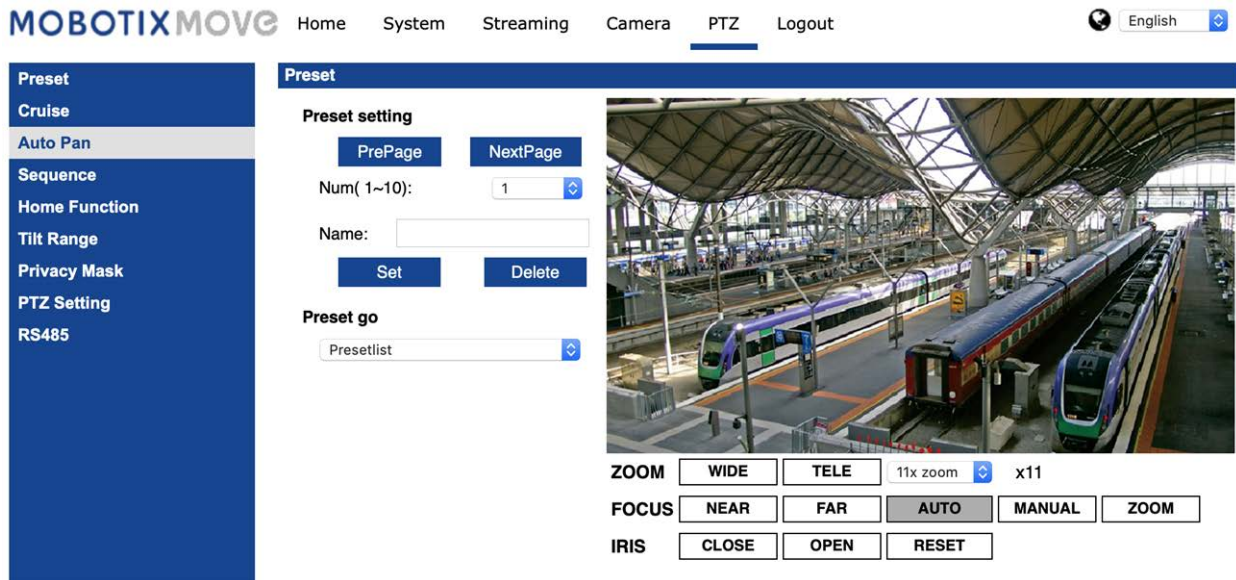 MOBOTIX MOVE Home System Streaming Camera PTZ Logout English
Preset
Cruise
Auto Pan
Sequence
Home Function
Tilt Range
Privacy Mask
PTZ Setting
RS485
Preset
Preset setting
PrePage NextPage
Num( 1~10): 1
Name:
Set Delete
Preset go
Presetlist
ZOOM WIDE TELE 11x zoom x11
FOCUS NEAR FAR AUTO MANUAL ZOOM
IRIS CLOSE OPEN RESET